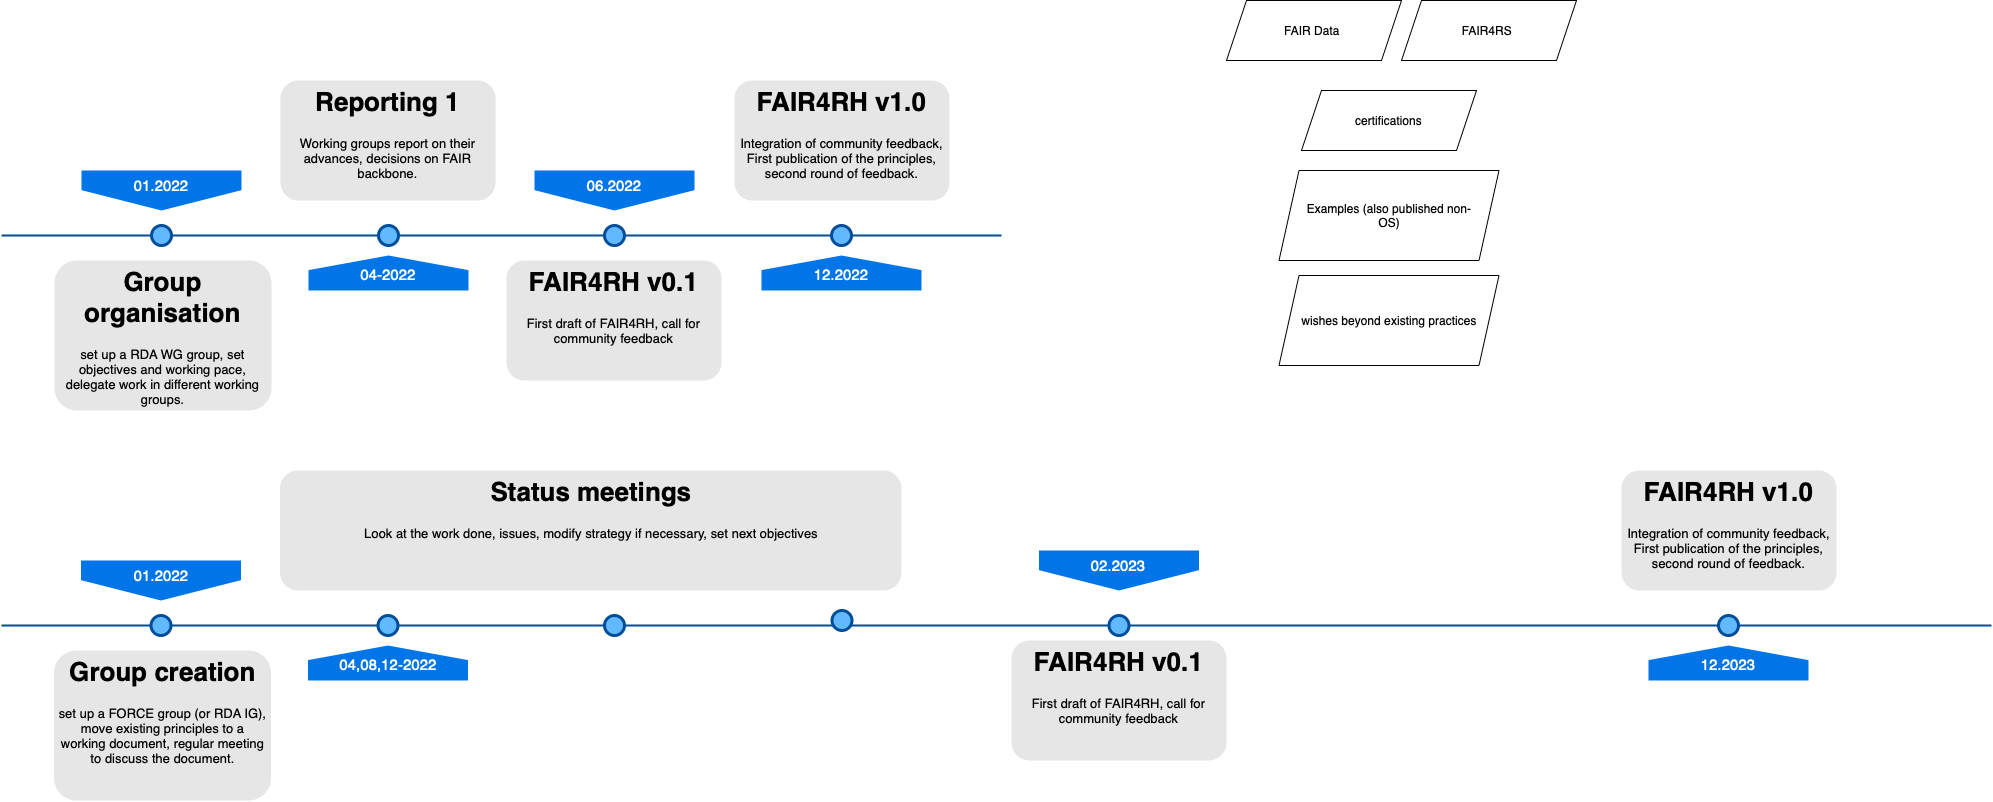 FAIR Data
FAIR4RS
certifications
Examples (also published non-
OS)
wishes beyond existing practices
01.2022
Group
organisation
set up a RDA WG group, set
objectives and working pace,
delegate work in different working
groups.
Reporting 1
Working groups report on their
advances, decisions on FAIR
backbone.
04-2022
06.2022
FAIR4RH v0.1
First draft of FAIR4RH, call for
community feedback
FAIR4RH v1.0
Integration of community feedback,
First publication of the principles,
second round of feedback.
12.2022
01.2022
Group creation
set up a FORCE group (or RDA IG),
move existing principles to a
working document, regular meeting
to discuss the document.
Status meetings
Look at the work done, issues, modify strategy if necessary, set next objectives
04,08,12-2022
02.2023
FAIR4RH v0.1
First draft of FAIR4RH, call for
community feedback
FAIR4RH v1.0
Integration of community feedback,
First publication of the principles,
second round of feedback.
12.2023